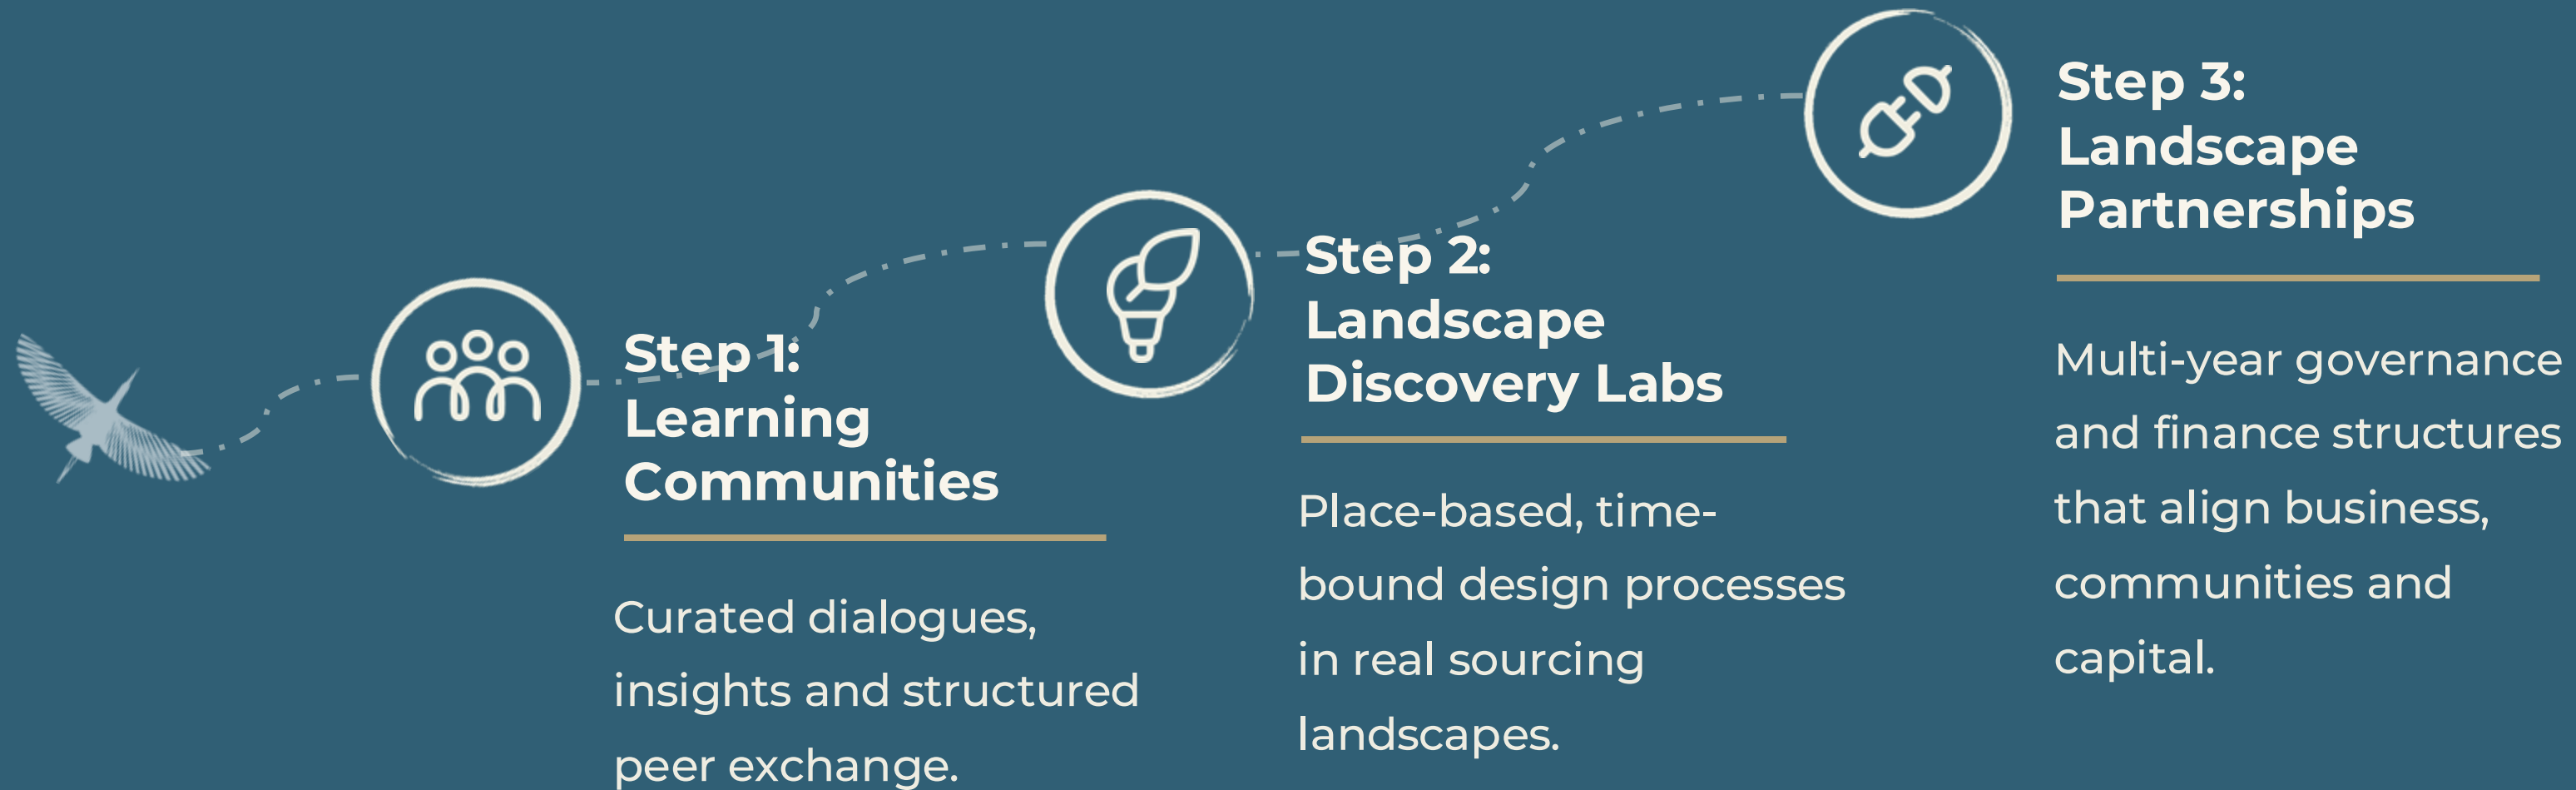 Step 1:
Learning
Communities
Curated dialogues,
insights and structured
peer exchange.
Step 2:
Landscape
Discovery Labs
Place-based, time-
bound design processes
in real sourcing
landscapes.
Step 3:
Landscape
Partnerships
Multi-year governance
and finance structures
that align business,
communities and
capital.